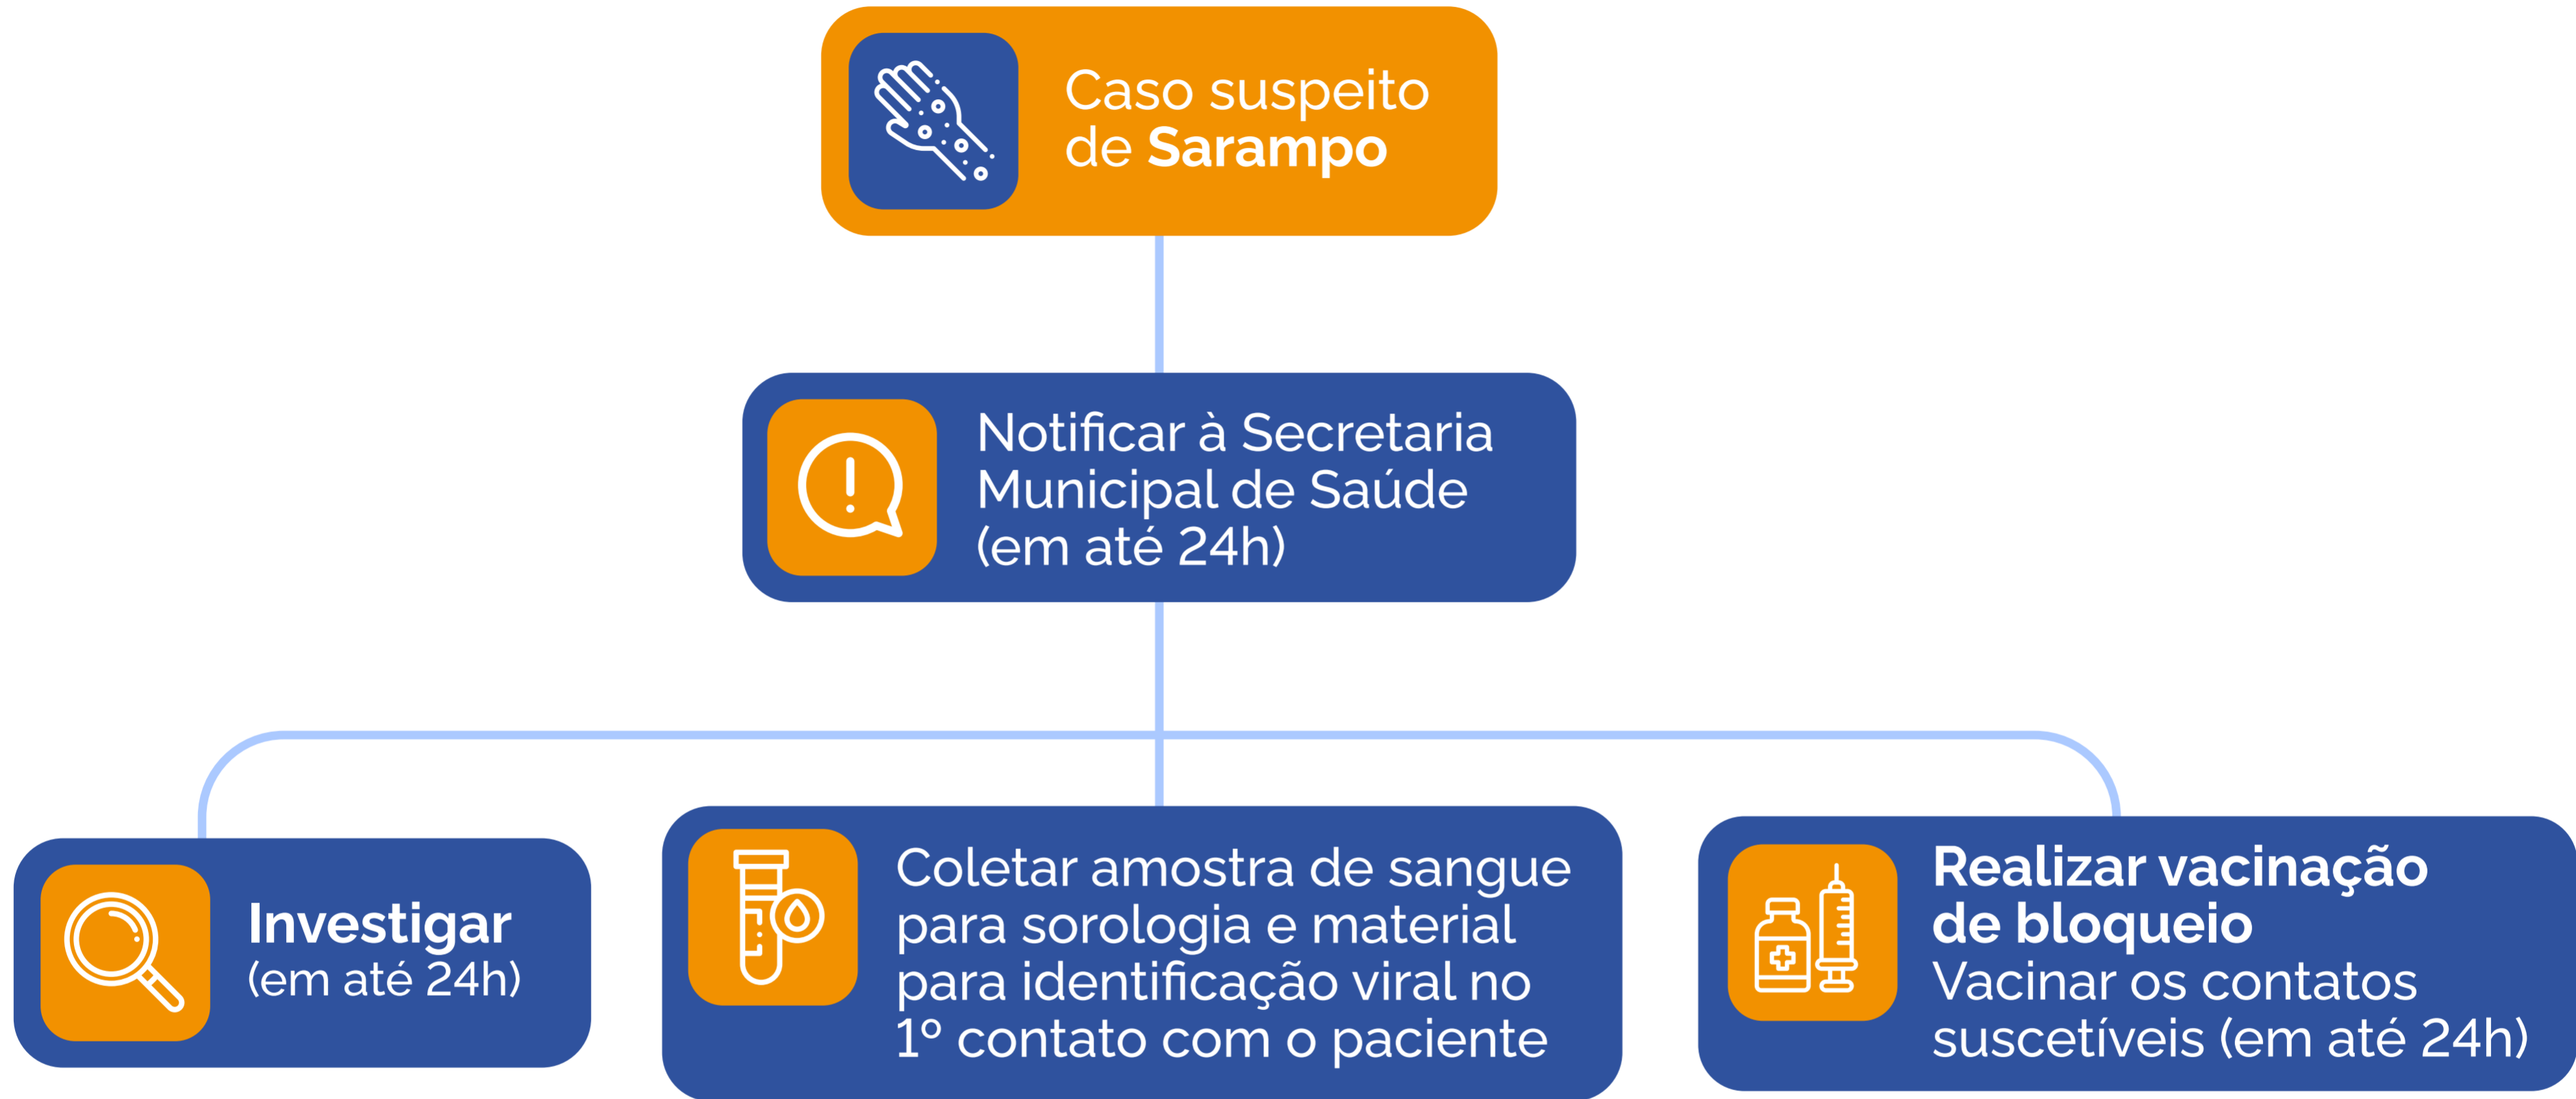 Caso suspeito
de Sarampo
Notificar à Secretaria
Municipal de Saúde
(em até 24h)
Investigar
(em até 24h)
Coletar amostra de sangue
para sorologia e material
para identificação viral no
1º contato com o paciente
Realizar vacinação
de bloqueio
Vacinar os contatos
suscetíveis (em até 24h)